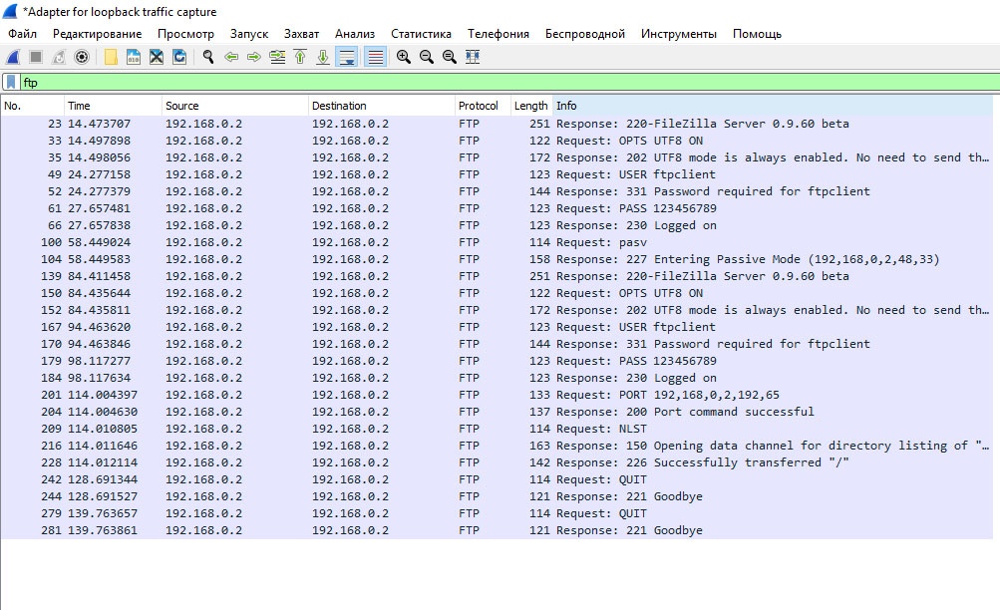 *Adapter for loopback traffic capture
Файл Редактирование Просмотр Запуск Захват Анализ Статистика Телефония Беспроводной Инструменты Помощь
ftp
No. Time Source Destination Protocol Length Info
23 14.473707 192.168.0.2 192.168.0.2 FTP 251 Response: 220-FileZilla Server 0.9.60 beta
33 14.497898 192.168.0.2 192.168.0.2 FTP 122 Request: OPTS UTF8 ON
35 14.498056 192.168.0.2 192.168.0.2 FTP 172 Response: 202 UTF8 mode is always enabled. No need to send th…
49 24.277158 192.168.0.2 192.168.0.2 FTP 123 Request: USER ftpclient
52 24.277379 192.168.0.2 192.168.0.2 FTP 144 Response: 331 Password required for ftpclient
61 27.657481 192.168.0.2 192.168.0.2 FTP 123 Request: PASS 123456789
66 27.657838 192.168.0.2 192.168.0.2 FTP 123 Response: 230 Logged on
100 58.449024 192.168.0.2 192.168.0.2 FTP 114 Request: pasv
104 58.449583 192.168.0.2 192.168.0.2 FTP 158 Response: 227 Entering Passive Mode (192,168,0,2,48,33)
139 84.411458 192.168.0.2 192.168.0.2 FTP 251 Response: 220-FileZilla Server 0.9.60 beta
150 84.435644 192.168.0.2 192.168.0.2 FTP 122 Request: OPTS UTF8 ON
152 84.435811 192.168.0.2 192.168.0.2 FTP 172 Response: 202 UTF8 mode is always enabled. No need to send th…
167 94.463620 192.168.0.2 192.168.0.2 FTP 123 Request: USER ftpclient
170 94.463846 192.168.0.2 192.168.0.2 FTP 144 Response: 331 Password required for ftpclient
179 98.117277 192.168.0.2 192.168.0.2 FTP 123 Request: PASS 123456789
184 98.117634 192.168.0.2 192.168.0.2 FTP 123 Response: 230 Logged on
201 114.004397 192.168.0.2 192.168.0.2 FTP 133 Request: PORT 192,168,0,2,192,65
204 114.004630 192.168.0.2 192.168.0.2 FTP 137 Response: 200 Port command successful
209 114.010805 192.168.0.2 192.168.0.2 FTP 114 Request: NLST
216 114.011646 192.168.0.2 192.168.0.2 FTP 163 Response: 150 Opening data channel for directory listing of "…
228 114.012114 192.168.0.2 192.168.0.2 FTP 142 Response: 226 Successfully transferred "/"
242 128.691344 192.168.0.2 192.168.0.2 FTP 114 Request: QUIT
244 128.691527 192.168.0.2 192.168.0.2 FTP 121 Response: 221 Goodbye
279 139.763657 192.168.0.2 192.168.0.2 FTP 114 Request: QUIT
281 139.763861 192.168.0.2 192.168.0.2 FTP 121 Response: 221 Goodbye